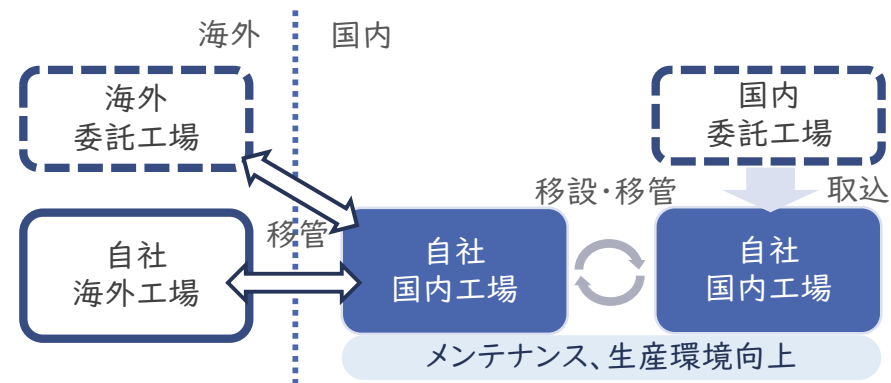 海外
国内
海外
委託工場
国内
委託工場
移設・移管
取込
移管
自社
海外工場
自社
国内工場
自社
国内工場
メンテナンス、生産環境向上